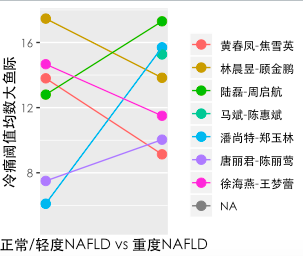 冷痛阈值均数大鱼际
16
12
8
正常/轻度NAFLD vs 重度NAFLD
黄春凤-焦雪英
林晨昱-顾金鹏
陆磊-周启航
马斌-陈惠斌
潘尚特-郑玉林
唐丽君-陈丽莺
徐海燕-王梦蕾
NA